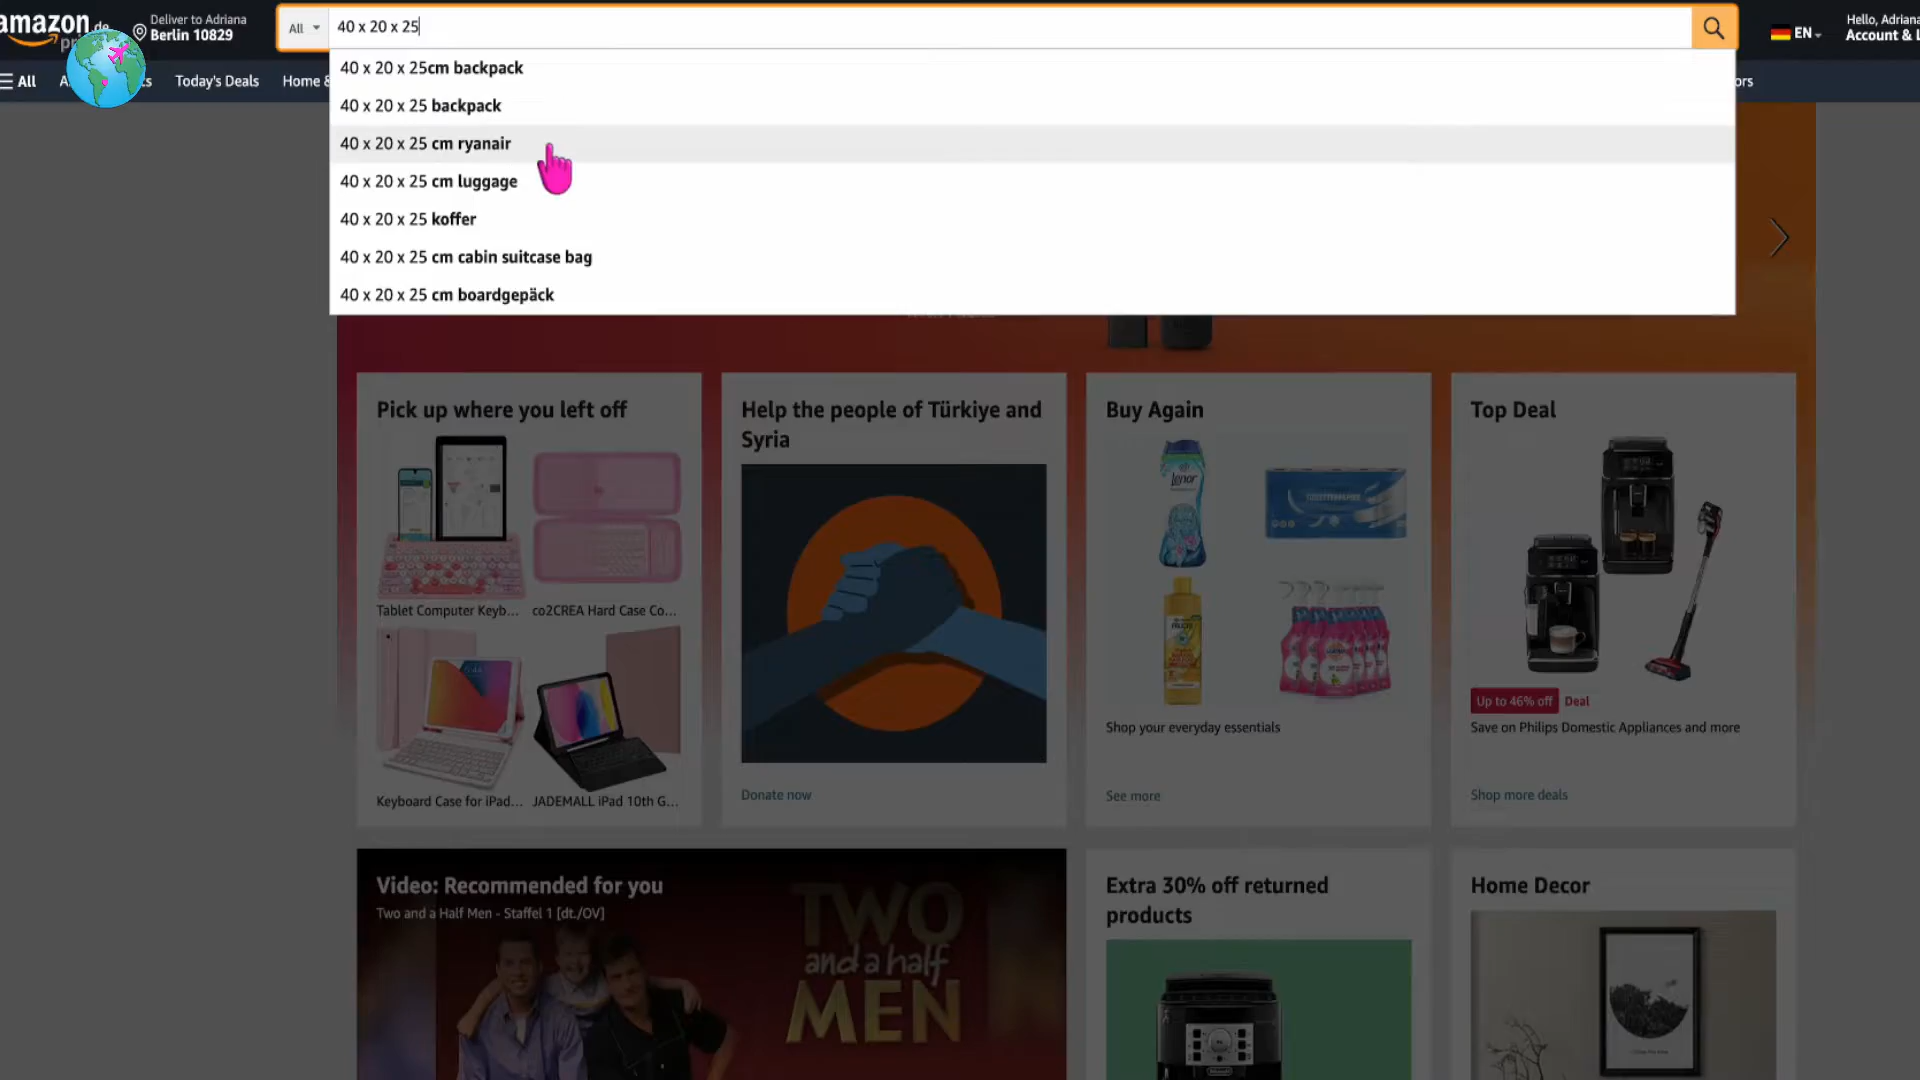 amazon.de
Deliver to Adriana
Berlin 10829
All
40 x 20 x 25
EN
Hello, Adriana
Account & L
All
Today's Deals
Home &
ors
40 x 20 x 25cm backpack
40 x 20 x 25 backpack
40 x 20 x 25 cm ryanair
40 x 20 x 25 cm luggage
40 x 20 x 25 koffer
40 x 20 x 25 cm cabin suitcase bag
40 x 20 x 25 cm boardgepäck
Pick up where you left off
Tablet Computer Keyb...
co2CREA Hard Case Co...
Keyboard Case for iPad...
JADEMALL iPad 10th G...
Help the people of Türkiye and
Syria
Donate now
Buy Again
Lenor
Shop your everyday essentials
See more
Top Deal
Up to 46% off
Deal
Save on Philips Domestic Appliances and more
Shop more deals
Video: Recommended for you
Two and a Half Men - Staffel 1 [dt./OV]
TWO
and a half
MEN
Extra 30% off returned
products
Home Decor